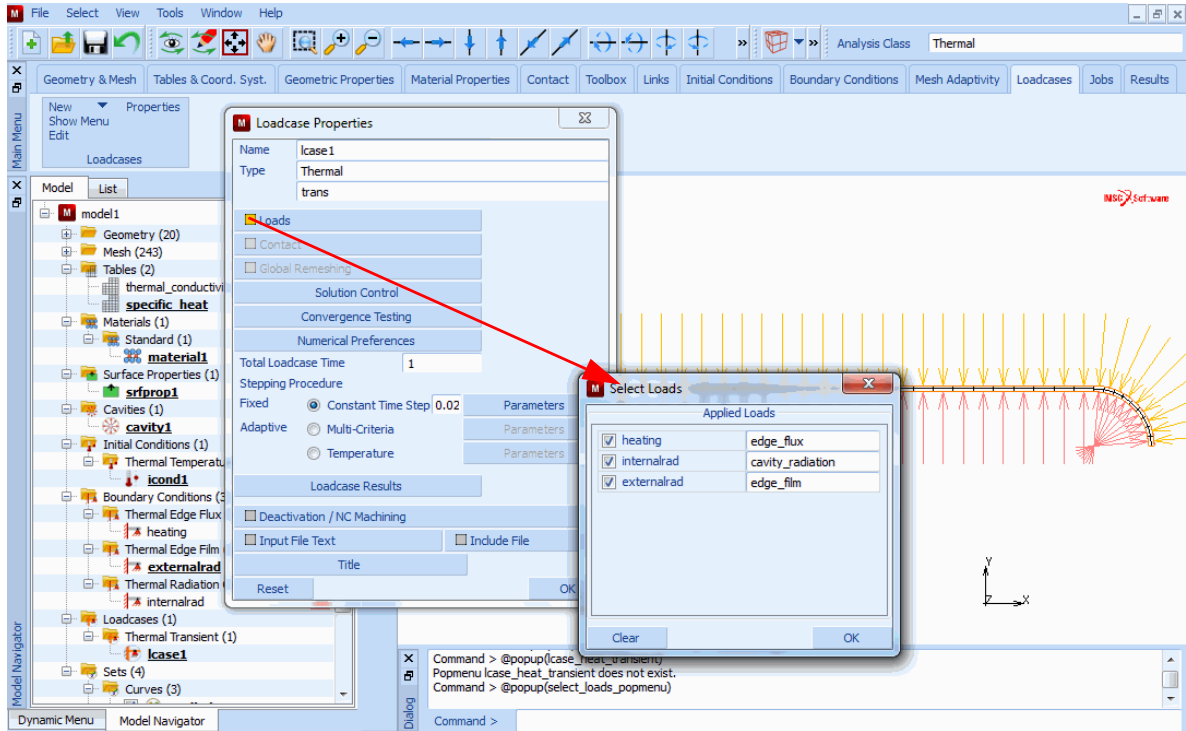 M File Select View Tools Window Help
» » Analysis Class Thermal
Geometry & Mesh Tables & Coord. Syst. Geometric Properties Material Properties Contact Toolbox Links Initial Conditions Boundary Conditions Mesh Adaptivity Loadcases Jobs Results
Main Menu
New Properties
Show Menu
Edit
Loadcases
Model Navigator
Model List
M model1
Geometry (20)
Mesh (243)
Tables (2)
thermal_conductivi
specific_heat
Materials (1)
Standard (1)
material1
Surface Properties (1)
srfprop1
Cavities (1)
cavity1
Initial Conditions (1)
Thermal Temperatu
icond1
Boundary Conditions (3
Thermal Edge Flux
heating
Thermal Edge Film
externalrad
Thermal Radiation
internalrad
Loadcases (1)
Thermal Transient (1)
lcase1
Sets (4)
Curves (3)
Dynamic Menu Model Navigator
M Loadcase Properties
Name lcase1
Type Thermal
trans
Loads
Contact
Global Remeshing
Solution Control
Convergence Testing
Numerical Preferences
Total Loadcase Time 1
Stepping Procedure
Fixed Constant Time Step 0.02 Parameters
Adaptive Multi-Criteria Parameters
Temperature Parameters
Loadcase Results
Deactivation / NC Machining
Input File Text Include File
Title
Reset OK
MSC Software
M Select Loads
Applied Loads
heating edge_flux
internalrad cavity_radiation
externalrad edge_film
Clear OK
Y
Z X
Dialog
Command > @popup(lcase_heat_transient)
Popmenu lcase_heat_transient does not exist.
Command > @popup(select_loads_popmenu)
Command >